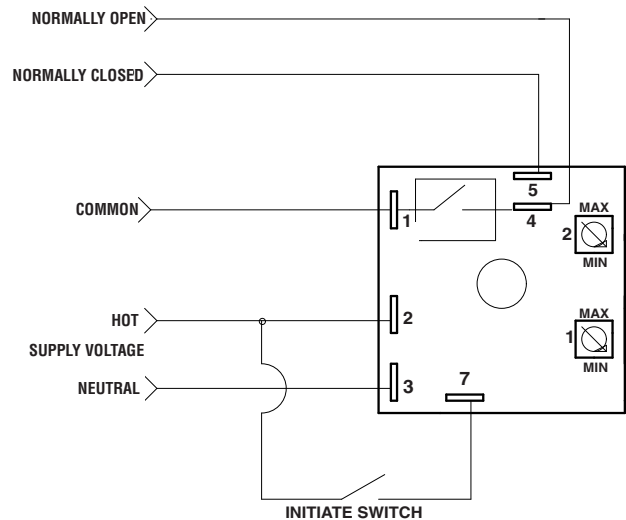 NORMALLY OPEN
NORMALLY CLOSED
5
COMMON
1
4
MAX
2
MIN
HOT
2
MAX
SUPPLY VOLTAGE
1
MIN
NEUTRAL
3
7
INITIATE SWITCH